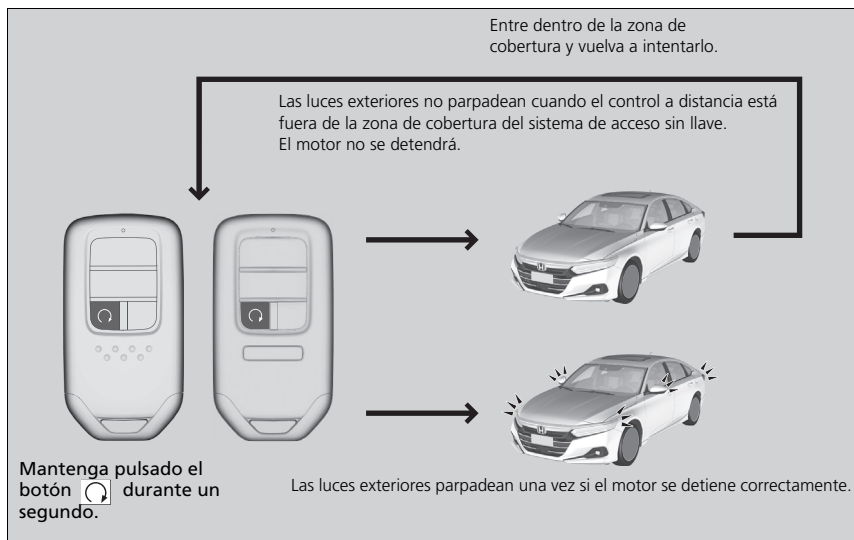 Entre dentro de la zona de
cobertura y vuelva a intentarlo.
Las luces exteriores no parpadean cuando el control a distancia está
fuera de la zona de cobertura del sistema de acceso sin llave.
El motor no se detendrá.
Mantenga pulsado el
botón durante un
segundo.
Las luces exteriores parpadean una vez si el motor se detiene correctamente.